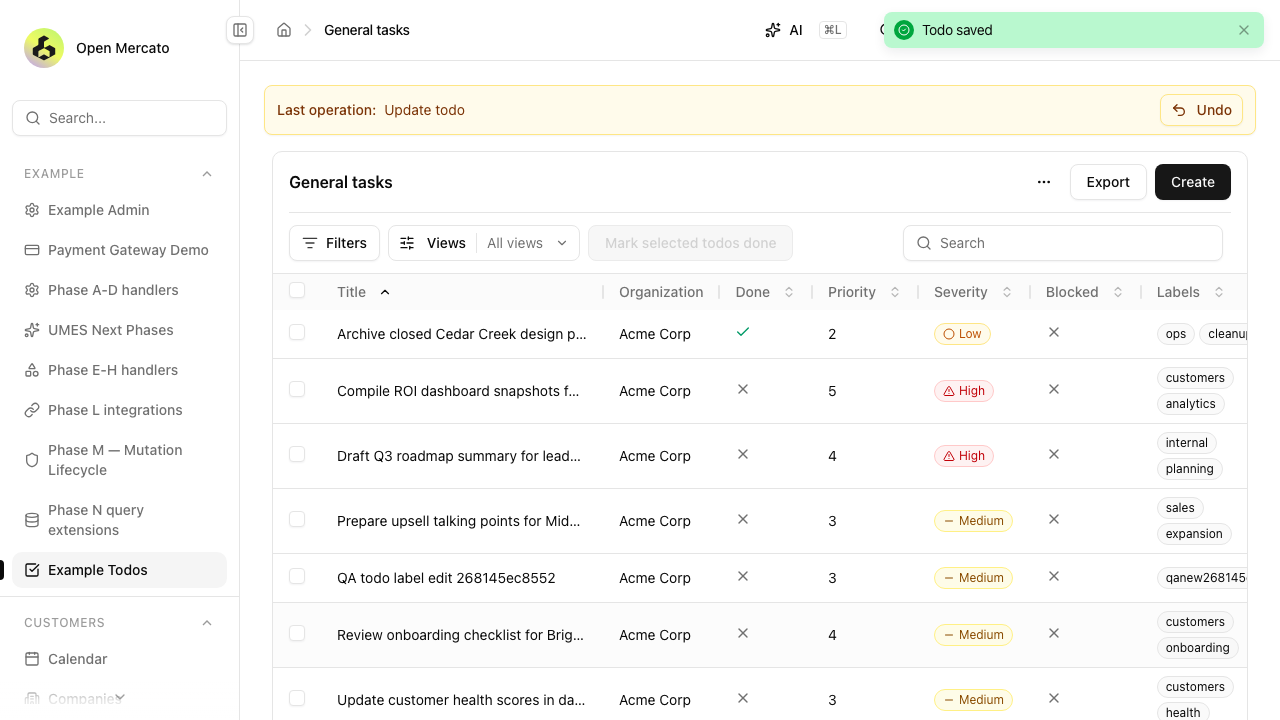 Open Mercato
General tasks
AI
⌘L
Todo saved
Search...
Last operation: Update todo
Undo
EXAMPLE
Example Admin
Payment Gateway Demo
Phase A-D handlers
UMES Next Phases
Phase E-H handlers
Phase L integrations
Phase M — Mutation
Lifecycle
Phase N query
extensions
Example Todos
CUSTOMERS
Calendar
Companies
General tasks
Export
Create
Filters
Views
All views
Mark selected todos done
Search
Title Organization Done Priority Severity Blocked Labels
Archive closed Cedar Creek design p... Acme Corp 2 Low ops
Compile ROI dashboard snapshots f... Acme Corp 5 High customers
analytics
Draft Q3 roadmap summary for lead... Acme Corp 4 High internal
planning
Prepare upsell talking points for Mid... Acme Corp 3 Medium sales
expansion
QA todo label edit 268145ec8552 Acme Corp 3 Medium qanew268145
Review onboarding checklist for Brig... Acme Corp 4 Medium customers
onboarding
Update customer health scores in da... Acme Corp 3 Medium customers
health